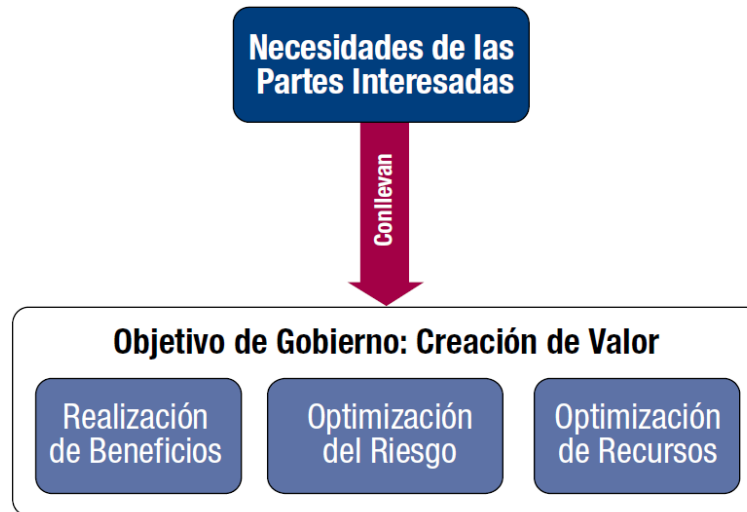 Necesidades de las
Partes Interesadas
Conllevan
Objetivo de Gobierno: Creación de Valor
Realización
de Beneficios
Optimización
del Riesgo
Optimización
de Recursos